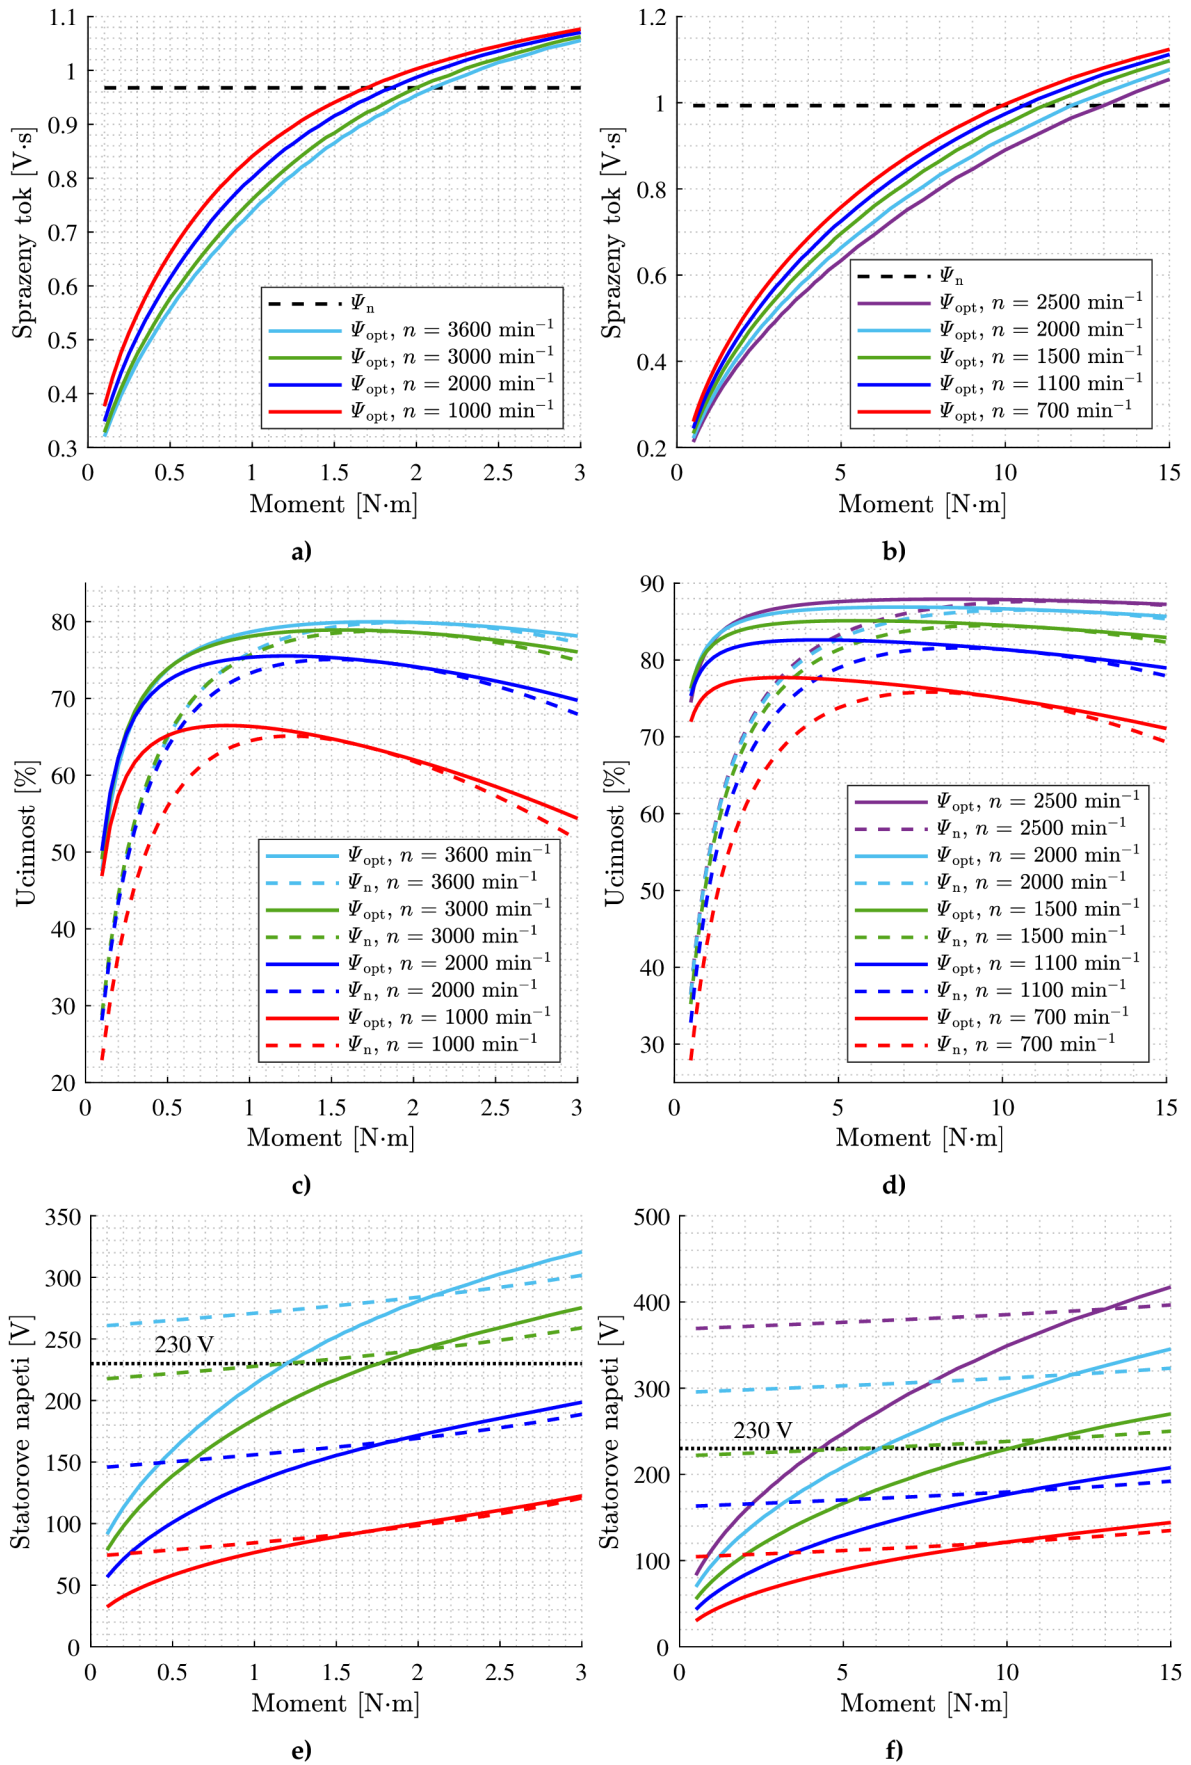 1.1
1
0.9
0.8
0.7
0.6
0.5
0.4
0.3
0 0.5 1 1.5 2 2.5 3
Sprazeny tok [V·s]
Moment [N·m]
Ψn
Ψopt, n = 3600 min−1
Ψopt, n = 3000 min−1
Ψopt, n = 2000 min−1
Ψopt, n = 1000 min−1
a)
1.2
1
0.8
0.6
0.4
0.2
0 5 10 15
Sprazeny tok [V·s]
Moment [N·m]
Ψn
Ψopt, n = 2500 min−1
Ψopt, n = 2000 min−1
Ψopt, n = 1500 min−1
Ψopt, n = 1100 min−1
Ψopt, n = 700 min−1
b)
80
70
60
50
40
30
20
0 0.5 1 1.5 2 2.5 3
Ucinnost [%]
Moment [N·m]
Ψopt, n = 3600 min−1
Ψn, n = 3600 min−1
Ψopt, n = 3000 min−1
Ψn, n = 3000 min−1
Ψopt, n = 2000 min−1
Ψn, n = 2000 min−1
Ψopt, n = 1000 min−1
Ψn, n = 1000 min−1
c)
90
80
70
60
50
40
30
0 5 10 15
Ucinnost [%]
Moment [N·m]
Ψopt, n = 2500 min−1
Ψn, n = 2500 min−1
Ψopt, n = 2000 min−1
Ψn, n = 2000 min−1
Ψopt, n = 1500 min−1
Ψn, n = 1500 min−1
Ψopt, n = 1100 min−1
Ψn, n = 1100 min−1
Ψopt, n = 700 min−1
Ψn, n = 700 min−1
d)
350
300
250
200
150
100
50
0
0 0.5 1 1.5 2 2.5 3
Statorove napeti [V]
Moment [N·m]
230 V
e)
500
400
300
200
100
0
0 5 10 15
Statorove napeti [V]
Moment [N·m]
230 V
f)